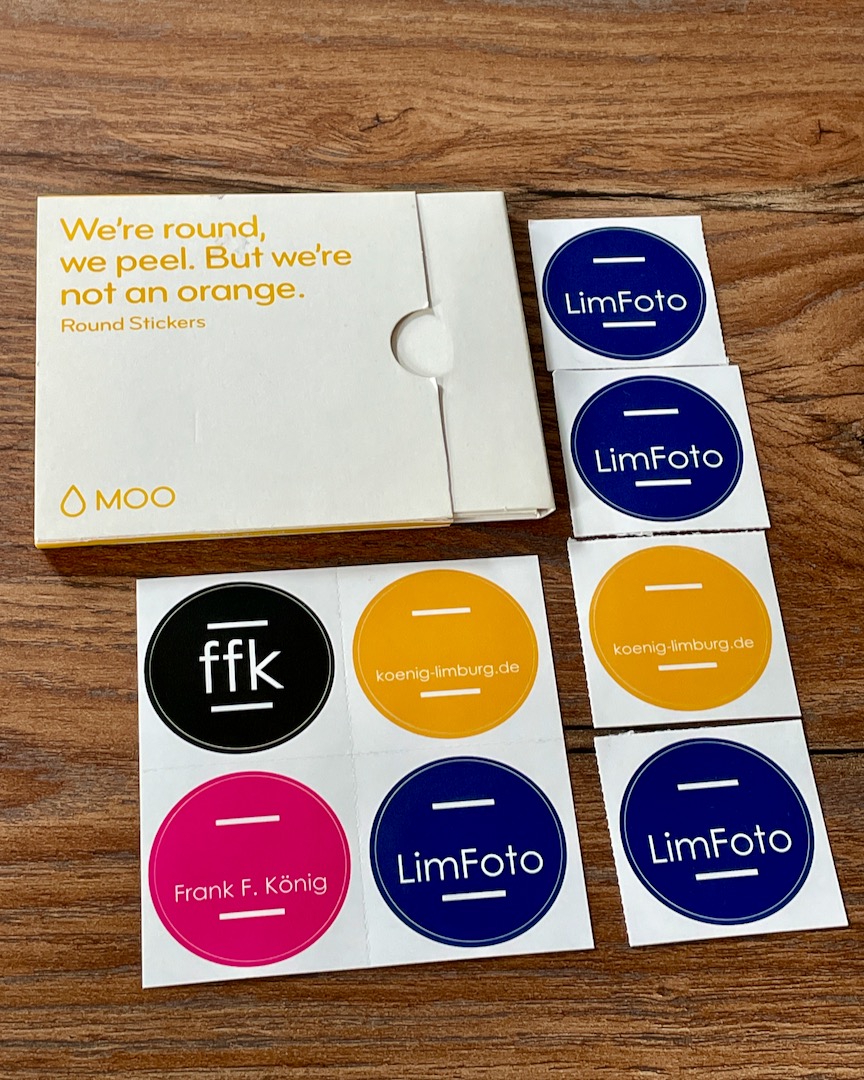 We're round,
we peel. But we're
not an orange.
Round Stickers
MOO
LimFoto
LimFoto
koenig-limburg.de
LimFoto
ffk
koenig-limburg.de
Frank F. König
LimFoto